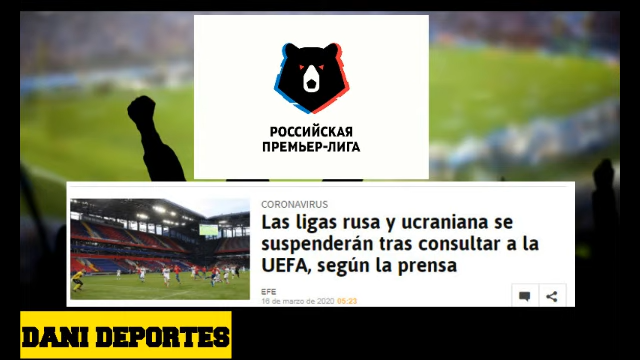 РОССИЙСКАЯ
ПРЕМЬЕР-ЛИГА
CORONAVIRUS
Las ligas rusa y ucraniana se
suspenderán tras consultar a la
UEFA, según la prensa
EFE
16 de marzo de 2020 05:23
DANI DEPORTES